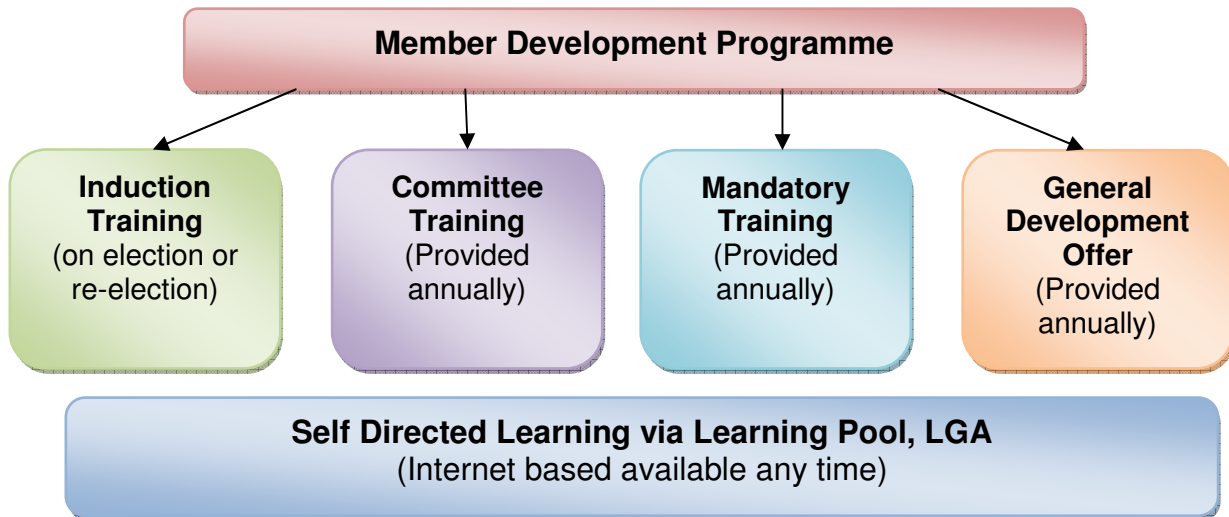 Member Development Programme
Induction
Training
(on election or
re-election)
Committee
Training
(Provided
annually)
Mandatory
Training
(Provided
annually)
General
Development
Offer
(Provided
annually)
Self Directed Learning via Learning Pool, LGA
(Internet based available any time)